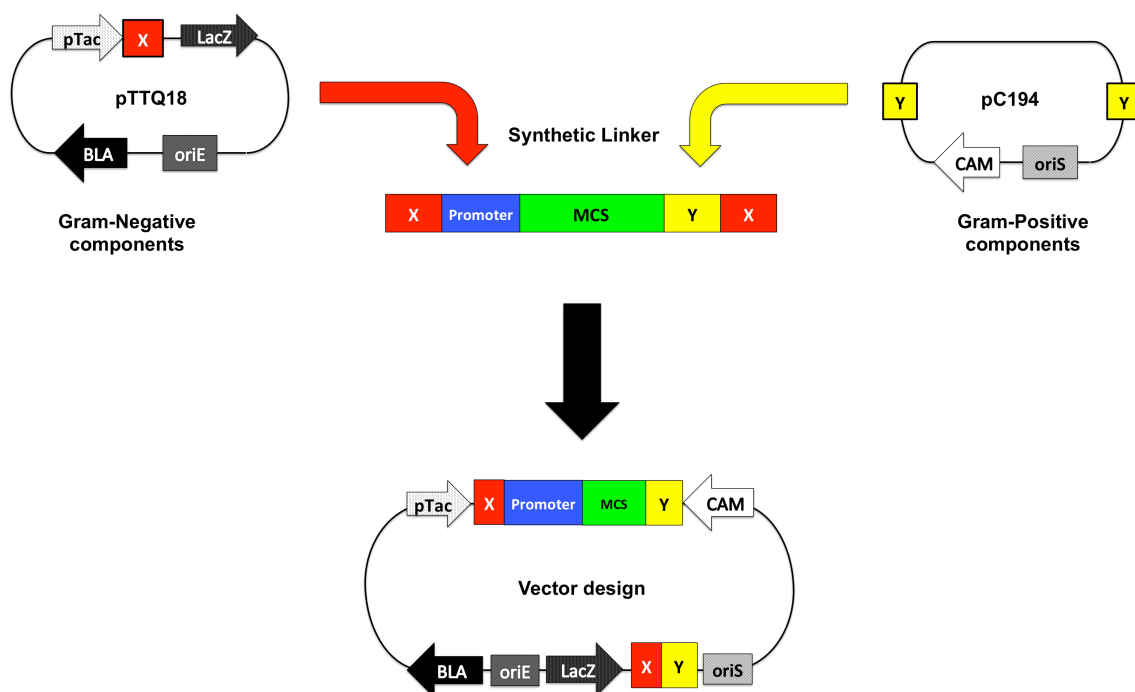 pTac X LacZ
pTTQ18
BLA oriE
Gram-Negative
components
Synthetic Linker
X Promoter MCS Y X
Y pC194 Y
CAM oriS
Gram-Positive
components
pTac X Promoter MCS Y CAM
Vector design
BLA oriE LacZ X Y oriS